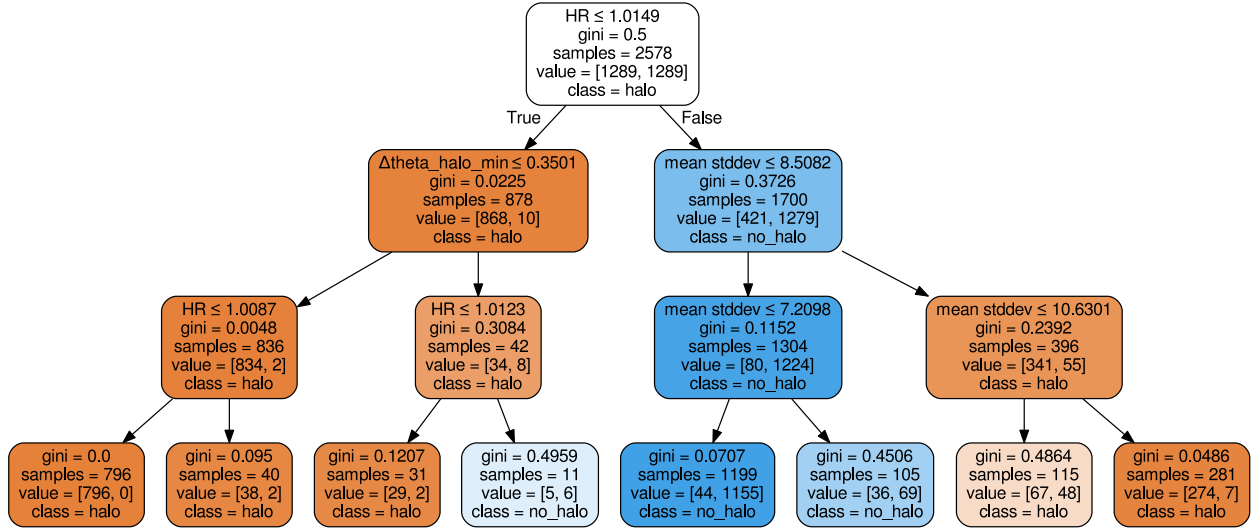 HR ≤ 1.0149
gini = 0.5
samples = 2578
value = [1289, 1289]
class = halo
True
False
Δtheta_halo_min ≤ 0.3501
gini = 0.0225
samples = 878
value = [868, 10]
class = halo
mean stddev ≤ 8.5082
gini = 0.3726
samples = 1700
value = [421, 1279]
class = no_halo
HR ≤ 1.0087
gini = 0.0048
samples = 836
value = [834, 2]
class = halo
HR ≤ 1.0123
gini = 0.3084
samples = 42
value = [34, 8]
class = halo
mean stddev ≤ 7.2098
gini = 0.1152
samples = 1304
value = [80, 1224]
class = no_halo
mean stddev ≤ 10.6301
gini = 0.2392
samples = 396
value = [341, 55]
class = halo
gini = 0.0
samples = 796
value = [796, 0]
class = halo
gini = 0.095
samples = 40
value = [38, 2]
class = halo
gini = 0.1207
samples = 31
value = [29, 2]
class = halo
gini = 0.4959
samples = 11
value = [5, 6]
class = no_halo
gini = 0.0707
samples = 1199
value = [44, 1155]
class = no_halo
gini = 0.4506
samples = 105
value = [36, 69]
class = no_halo
gini = 0.4864
samples = 115
value = [67, 48]
class = halo
gini = 0.0486
samples = 281
value = [274, 7]
class = halo